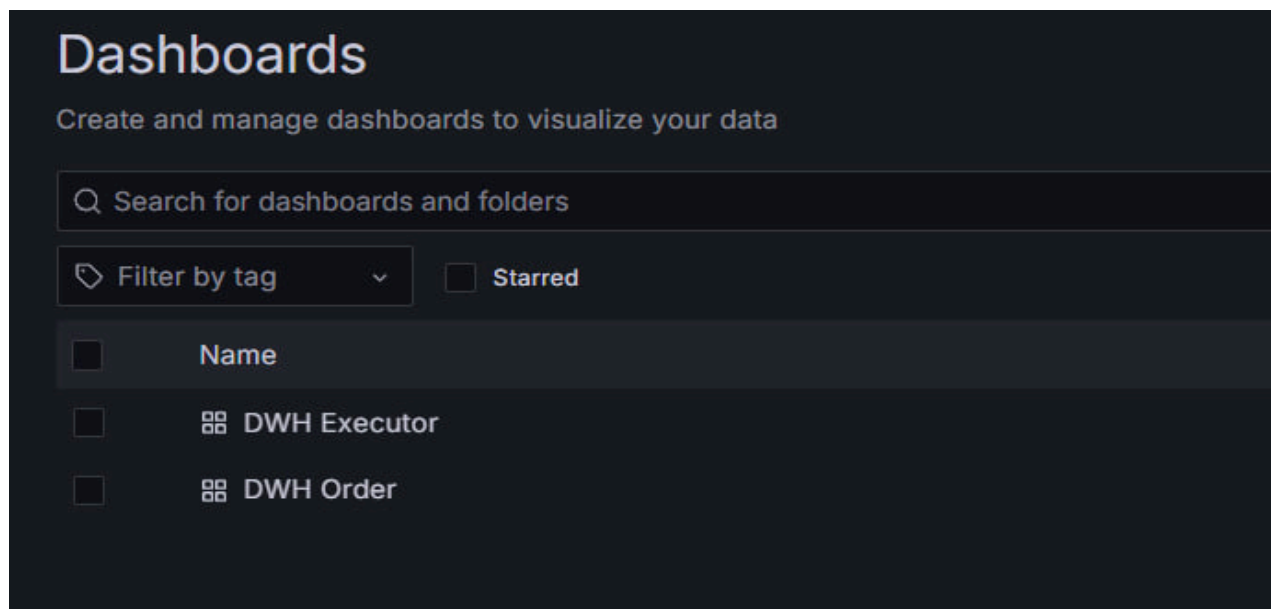 Dashboards
Create and manage dashboards to visualize your data
Search for dashboards and folders
Filter by tag Starred
Name
DWH Executor
DWH Order